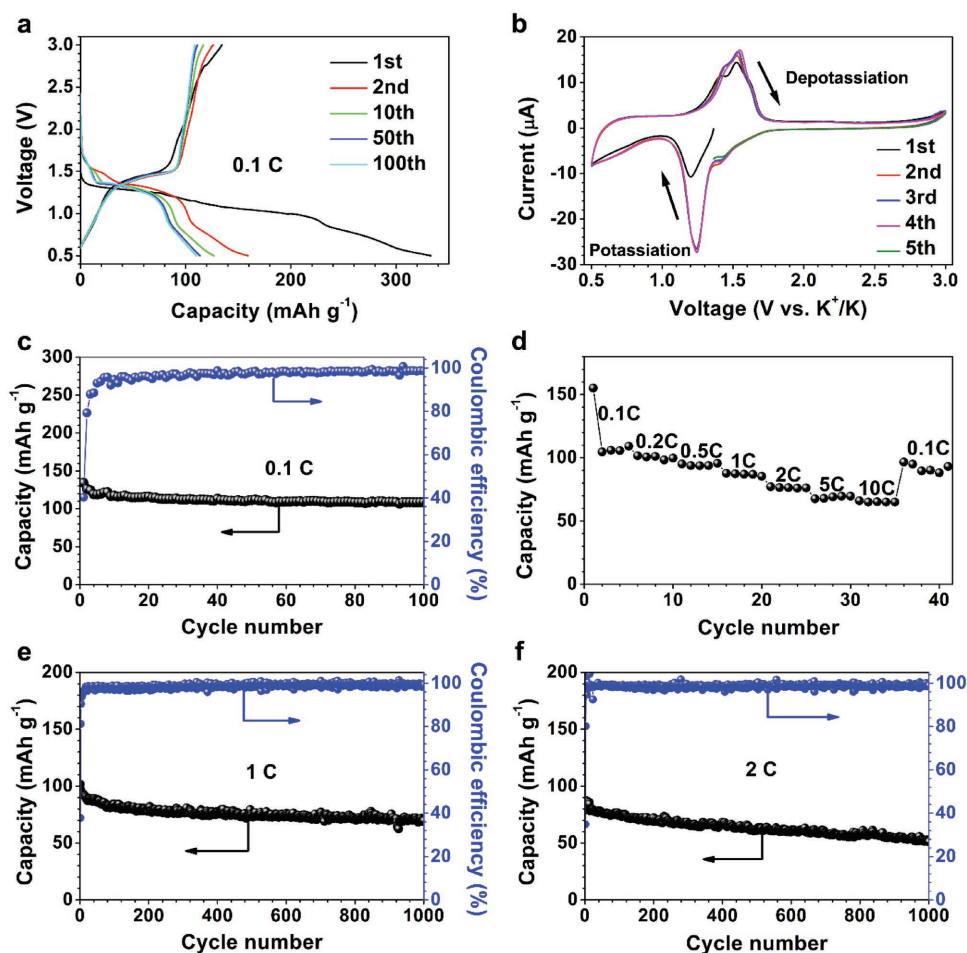 a
3.0
2.5
2.0
1.5
1.0
0.5
Voltage (V)
1st
2nd
10th
50th
100th
0.1 C
0 100 200 300
Capacity (mAh g⁻¹)
b
20
10
0
-10
-20
-30
Current (μA)
Depotassiation
Potassiation
1st
2nd
3rd
4th
5th
0.5 1.0 1.5 2.0 2.5 3.0
Voltage (V vs. K⁺/K)
c
300
250
200
150
100
50
0
Capacity (mAh g⁻¹)
0.1 C
100
80
60
40
20
0
Coulombic efficiency (%)
0 20 40 60 80 100
Cycle number
d
150
100
50
0
Capacity (mAh g⁻¹)
0.1C
0.2C
0.5C
1C
2C
5C
10C
0.1C
0 10 20 30 40
Cycle number
e
200
150
100
50
0
Capacity (mAh g⁻¹)
1 C
100
80
60
40
20
0
Coulombic efficiency (%)
0 200 400 600 800 1000
Cycle number
f
200
150
100
50
0
Capacity (mAh g⁻¹)
2 C
100
80
60
40
20
0
Coulombic efficiency (%)
0 200 400 600 800 1000
Cycle number